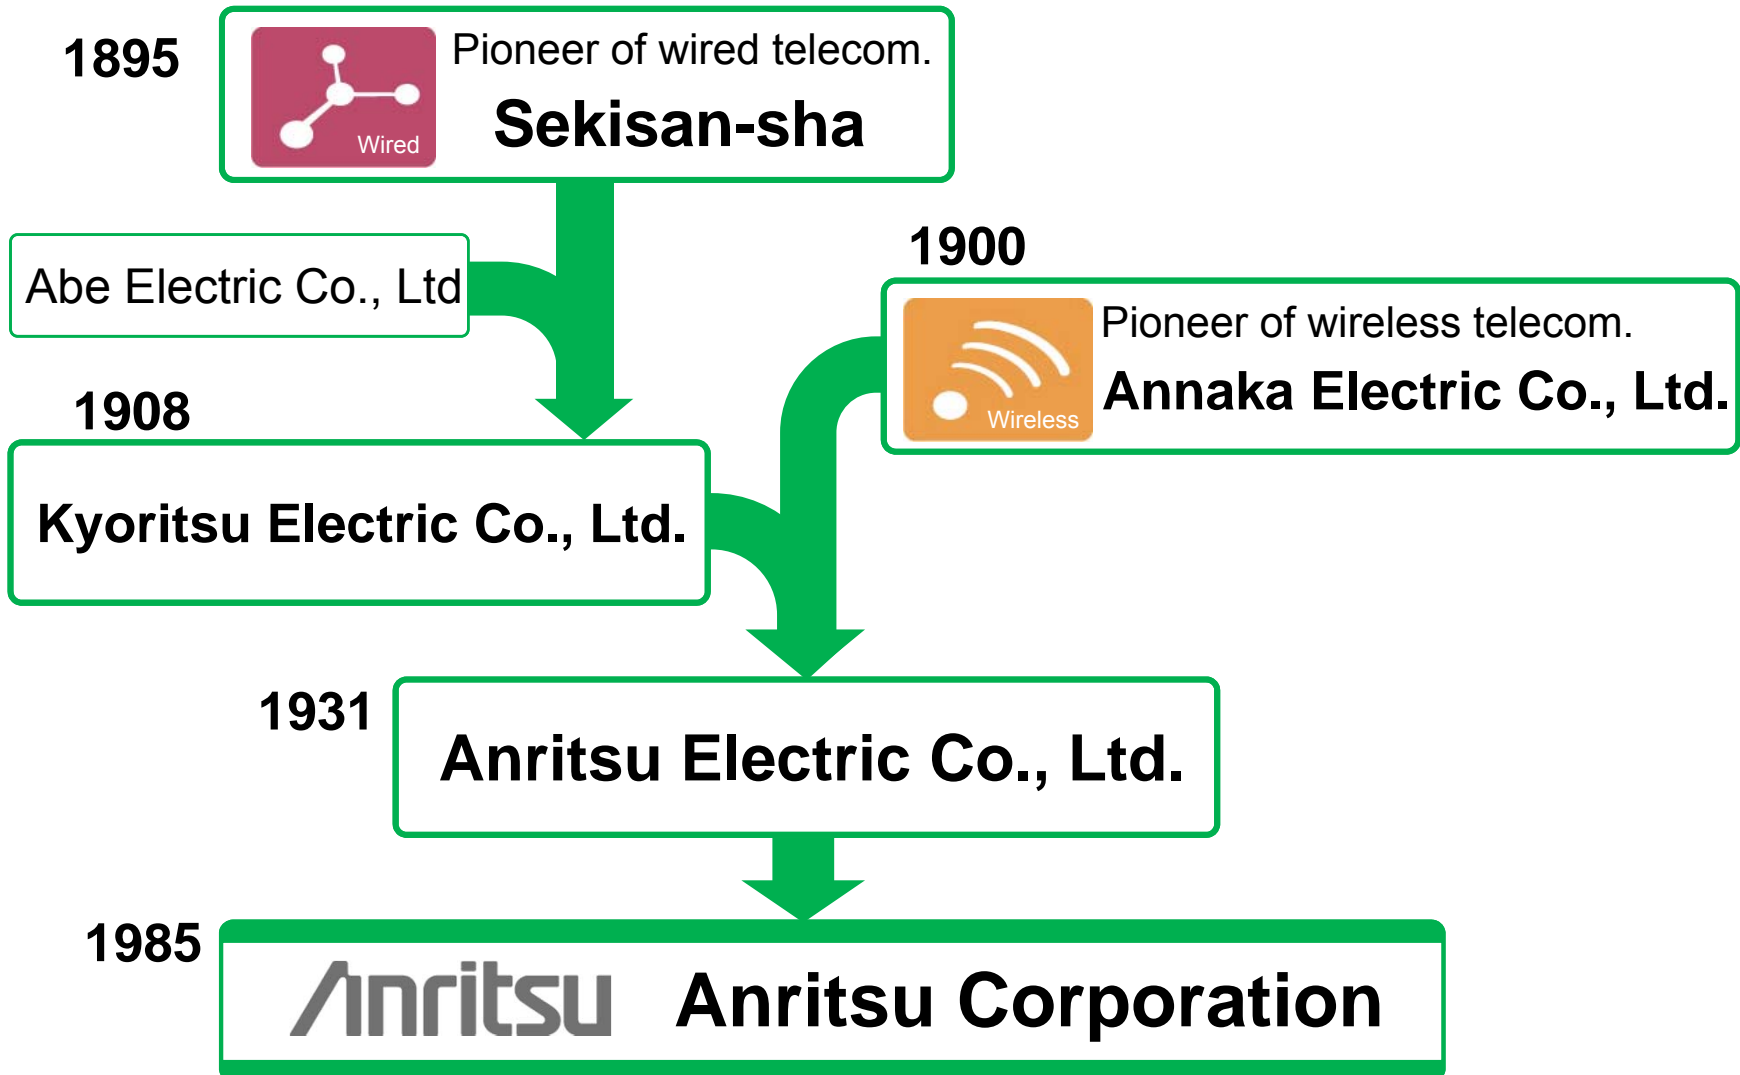 1895
Pioneer of wired telecom.
Sekisan-sha
Wired
Abe Electric Co., Ltd
1900
Pioneer of wireless telecom.
Annaka Electric Co., Ltd.
Wireless
1908
Kyoritsu Electric Co., Ltd.
1931
Anritsu Electric Co., Ltd.
1985
Anritsu Anritsu Corporation